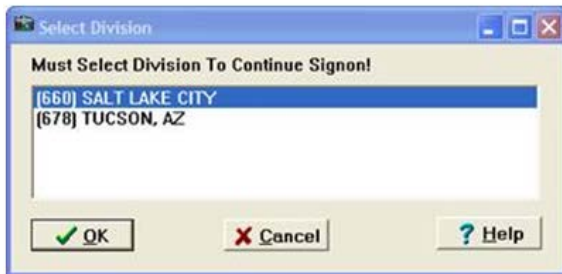 Select Division
Must Select Division To Continue Signon!
(660) SALT LAKE CITY
(678) TUCSON, AZ
OK Cancel ? Help